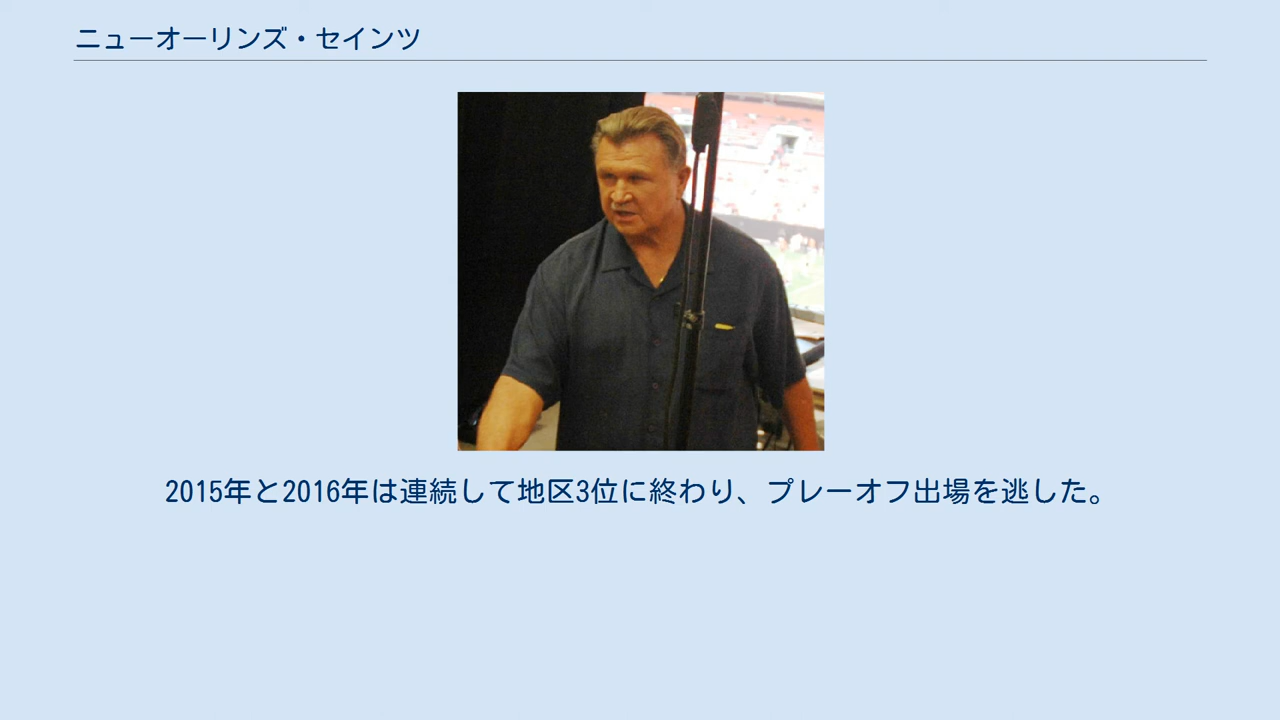 ニューオーリンズ・セインツ
2015年と2016年は連続して地区3位に終わり、プレーオフ出場を逃した。